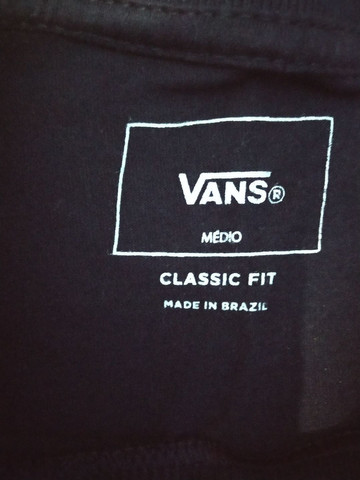 VANS®
MÉDIO
CLASSIC FIT
MADE IN BRAZIL